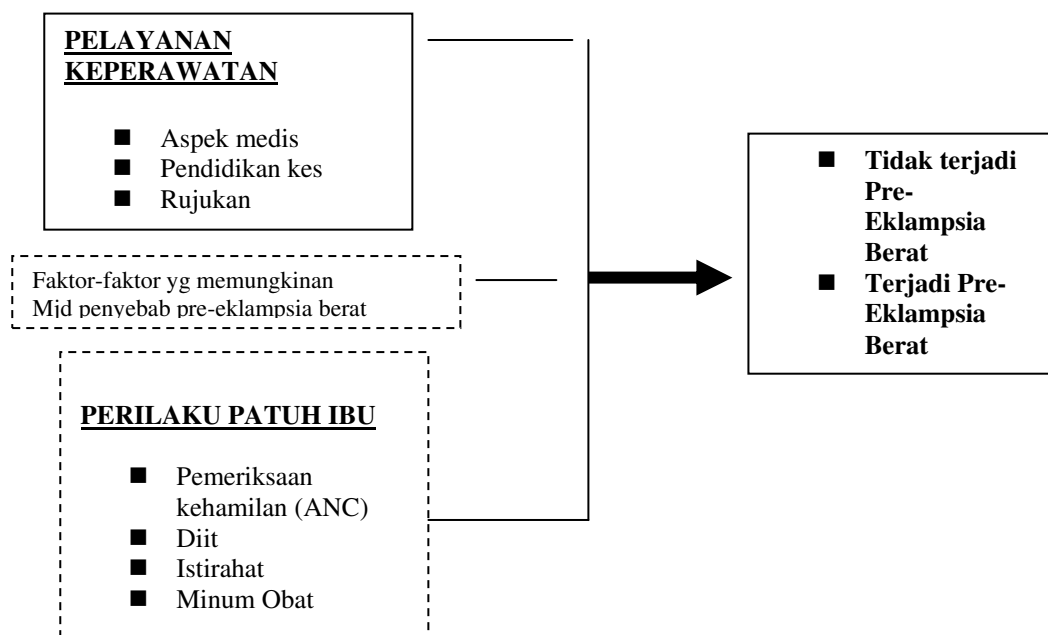 PELAYANAN
KEPERAWATAN
■ Aspek medis
■ Pendidikan kes
■ Rujukan
Faktor-faktor yg memungkinan
Mjd penyebab pre-eklampsia berat
PERILAKU PATUH IBU
■ Pemeriksaan
kehamilan (ANC)
■ Diit
■ Istirahat
■ Minum Obat
■ Tidak terjadi
Pre-
Eklampsia
Berat
■ Terjadi Pre-
Eklampsia
Berat